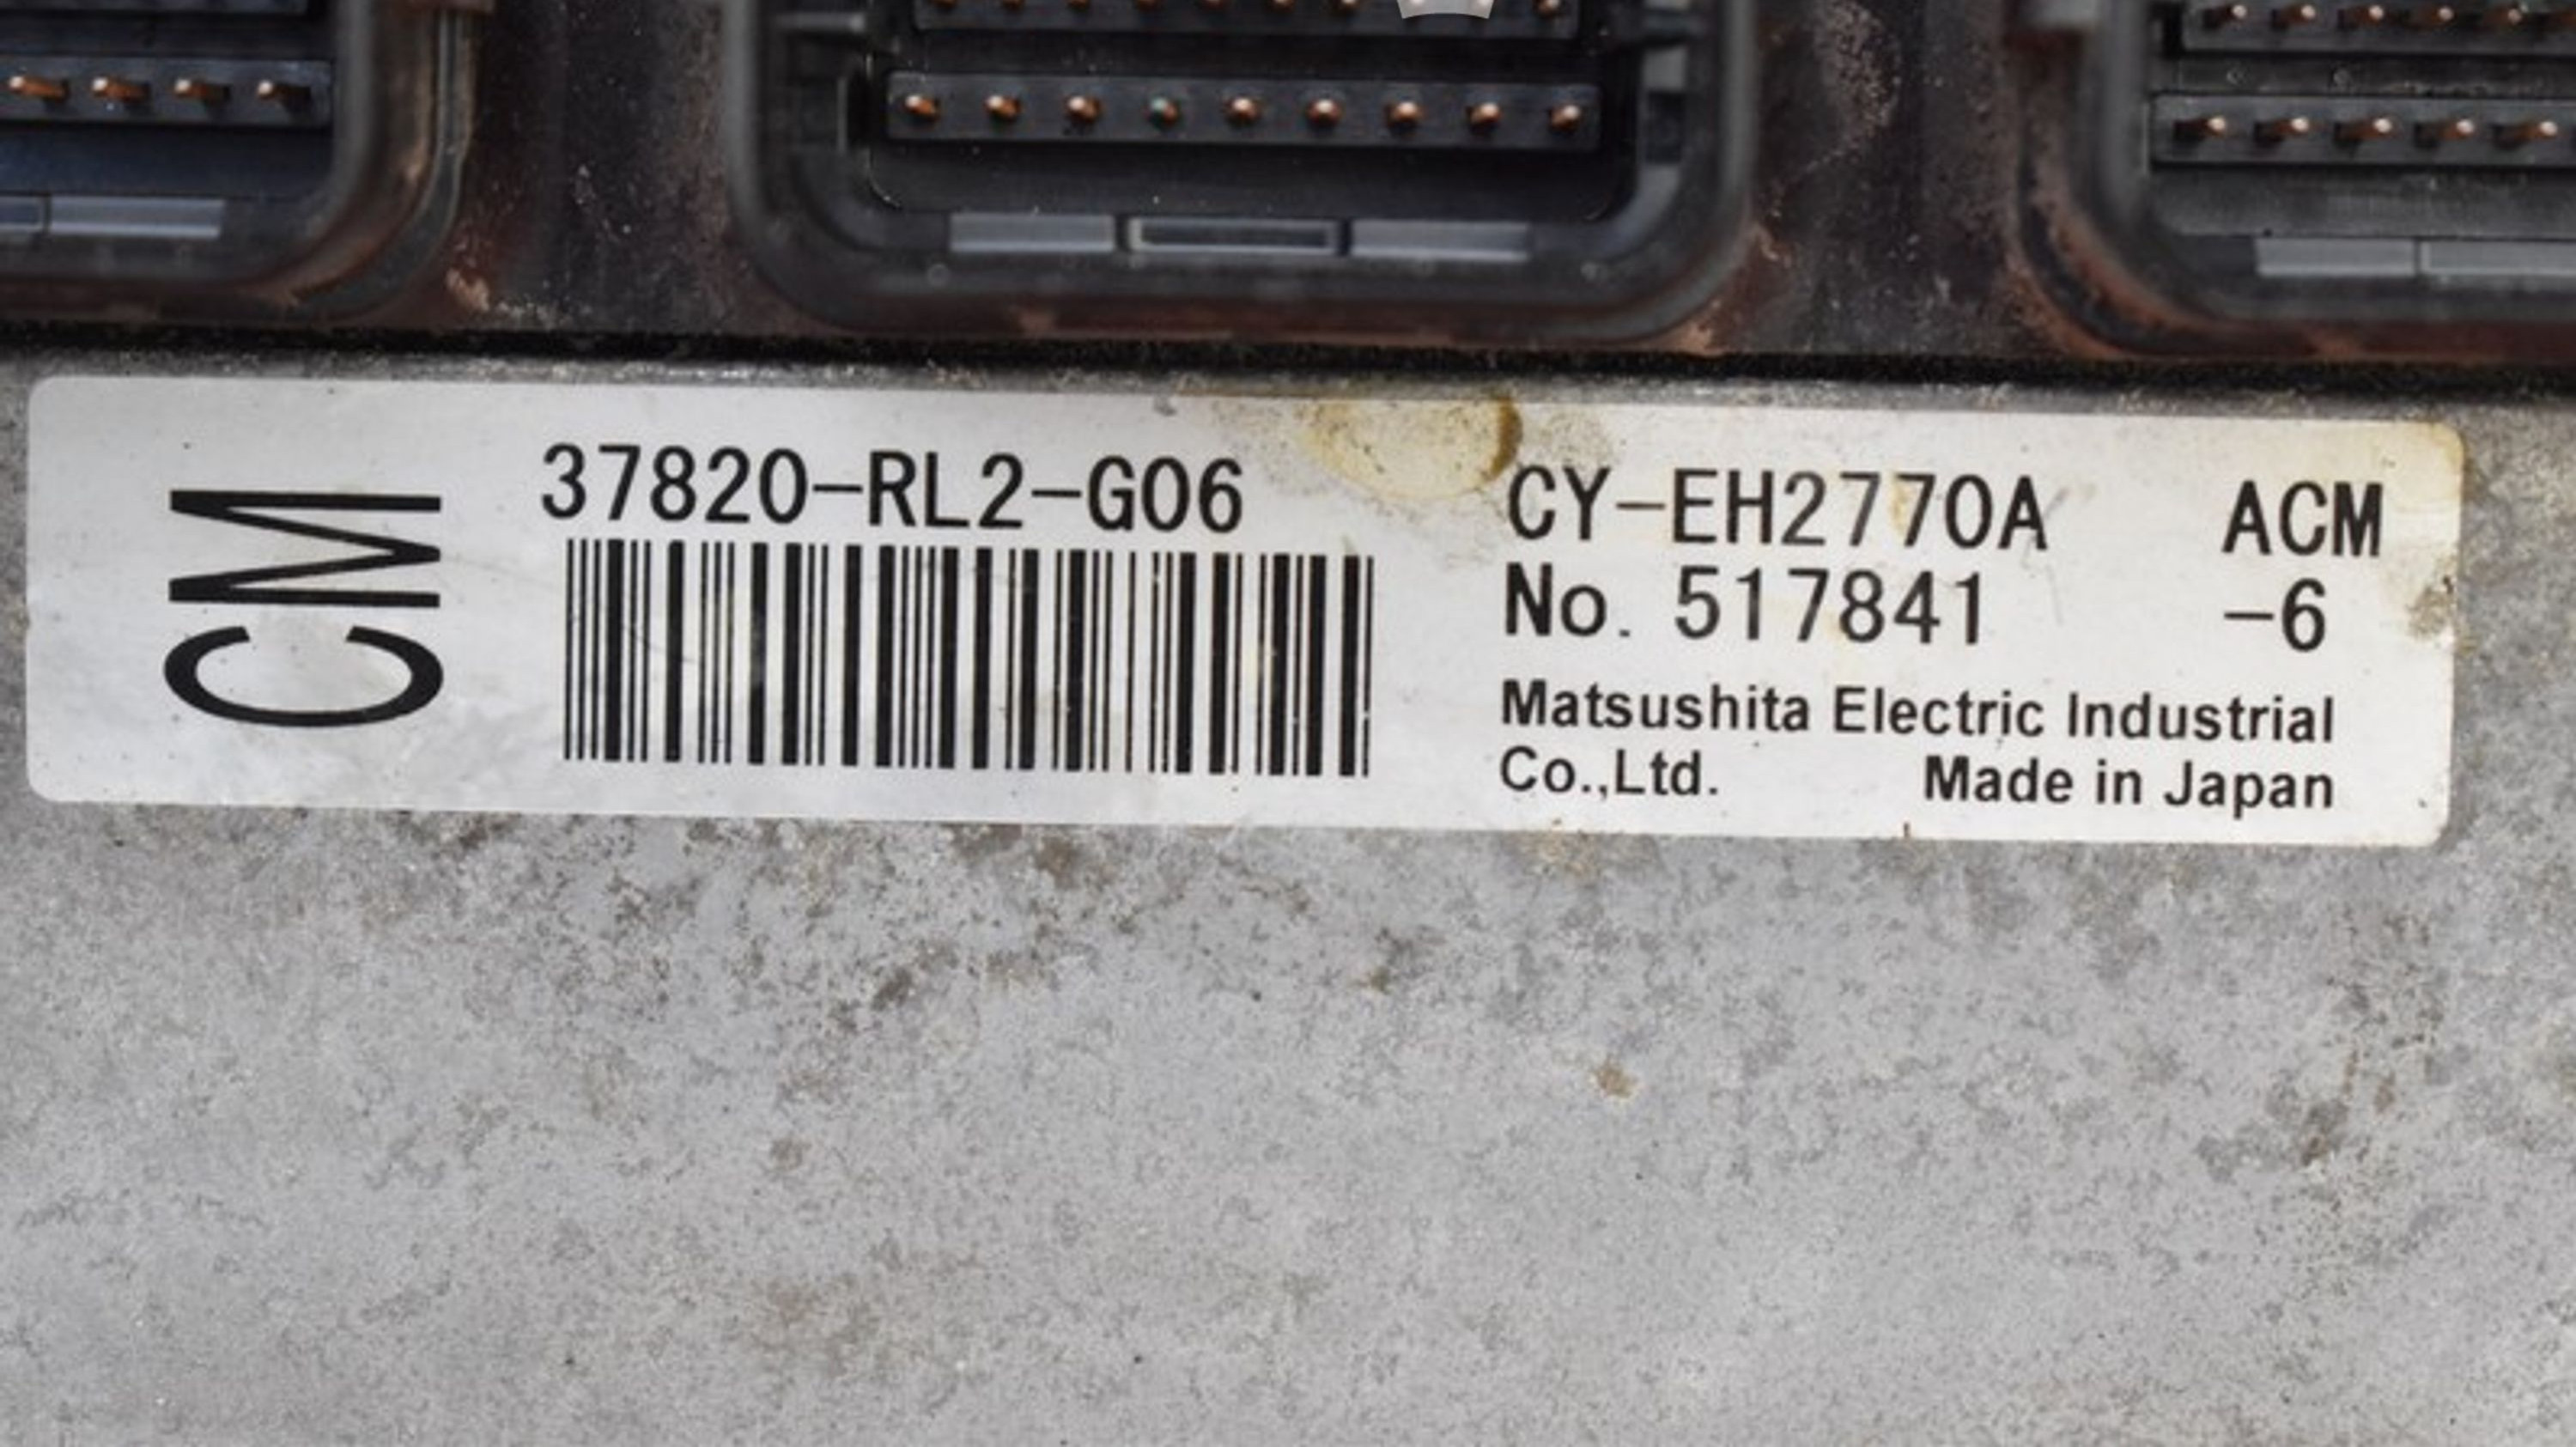 CM
37820-RL2-G06
CY-EH2770A ACM
No. 517841 -6
Matsushita Electric Industrial
Co.,Ltd. Made in Japan